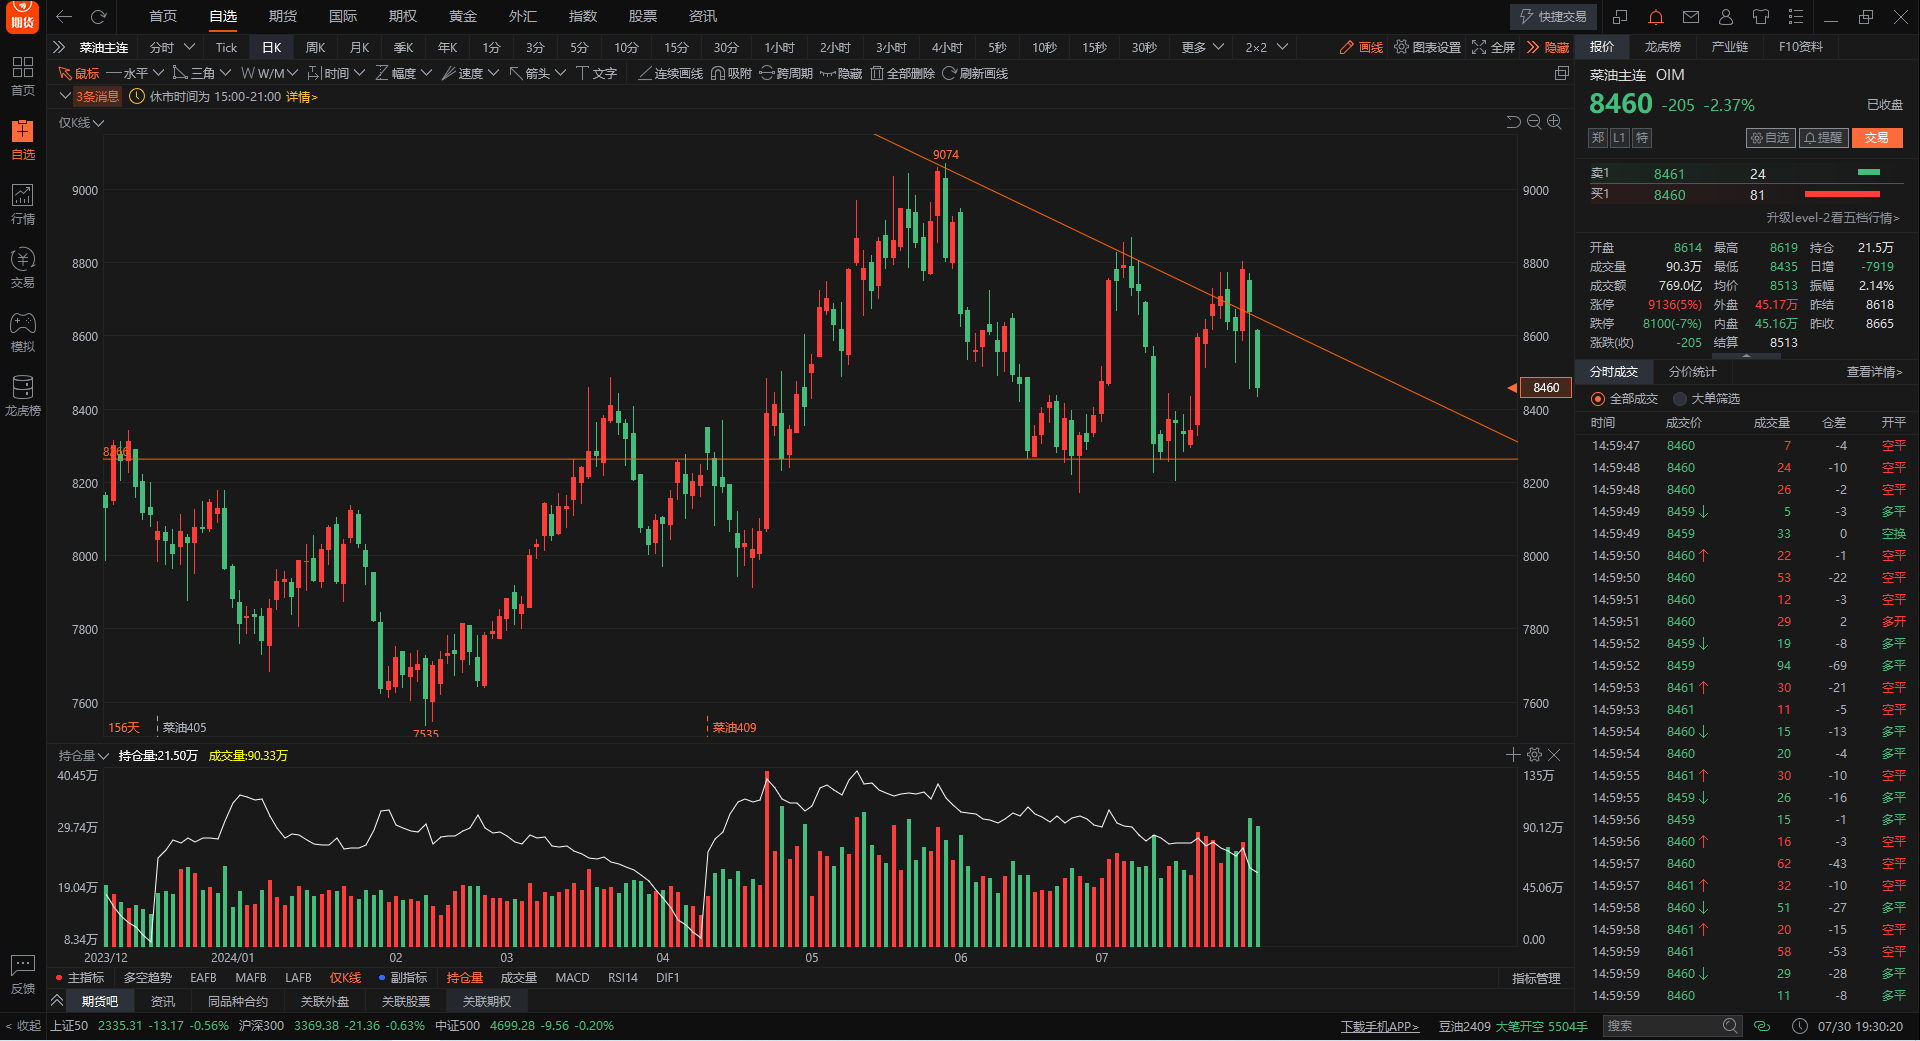 期货 首页 自选 期货 国际 期权 黄金 外汇 指数 股票 资讯 快捷交易
菜油主连 分时 Tick 日K 周K 月K 季K 年K 1分 3分 5分 10分 15分 30分 1小时 2小时 3小时 4小时 5秒 10秒 15秒 30秒 更多 2×2 画线 图表设置 全屏 隐藏
鼠标 水平 三角 W/M 时间 幅度 速度 箭头 文字 连续画线 吸附 跨周期 隐藏 全部删除 刷新画线
3条消息 休市时间为 15:00-21:00 详情>
仅K线
首页
自选
行情
交易
模拟
龙虎榜
反馈
< 收起
9074
9000 9000
8800 8800
8600 8600
8460
8400 8400
8266
8200 8200
8000 8000
7800 7800
7600 7600
156天 菜油405 7535 菜油409
持仓量 持仓量:21.50万 成交量:90.33万
40.45万 135万
29.74万 90.12万
19.04万 45.06万
8.34万 0.00
2023/12 2024/01 02 03 04 05 06 07
主指标 多空趋势 EAFB MAFB LAFB 仅K线 副指标 持仓量 成交量 MACD RSI14 DIF1 指标管理
期货吧 资讯 同品种合约 关联外盘 关联股票 关联期权
报价 龙虎榜 产业链 F10资料
菜油主连 OIM
8460 -205 -2.37% 已收盘
郑 L1 特 自选 提醒 交易
卖1 8461 24
买1 8460 81
升级level-2看五档行情>
开盘 8614 最高 8619 持仓 21.5万
成交量 90.3万 最低 8435 日增 -7919
成交额 769.0亿 均价 8513 振幅 2.14%
涨停 9136(5%) 外盘 45.17万 昨结 8618
跌停 8100(-7%) 内盘 45.16万 昨收 8665
涨跌(收) -205 结算 8513
分时成交 分价统计 查看详情>
全部成交 大单筛选
时间 成交价 成交量 仓差 开平
14:59:47 8460 7 -4 空平
14:59:48 8460 24 -10 空平
14:59:48 8460 26 -2 空平
14:59:49 8459↓ 5 -3 多平
14:59:49 8459 33 0 空换
14:59:50 8460↑ 22 -1 空平
14:59:50 8460 53 -22 空平
14:59:51 8460 12 -3 空平
14:59:51 8460 29 2 多开
14:59:52 8459↓ 19 -8 多平
14:59:52 8459 94 -69 多平
14:59:53 8461↑ 30 -21 空平
14:59:53 8461 11 -5 空平
14:59:54 8460↓ 15 -13 多平
14:59:54 8460 20 -4 多平
14:59:55 8461↑ 30 -10 空平
14:59:55 8459↓ 26 -16 多平
14:59:56 8459 15 -1 多平
14:59:56 8460↑ 16 -3 空平
14:59:57 8460 62 -43 空平
14:59:57 8461↑ 32 -10 空平
14:59:58 8460↓ 51 -27 多平
14:59:58 8461↑ 20 -15 空平
14:59:59 8461 58 -53 空平
14:59:59 8460↓ 29 -28 多平
14:59:59 8460 11 -8 多平
上证50 2335.31 -13.17 -0.56% 沪深300 3369.38 -21.36 -0.63% 中证500 4699.28 -9.56 -0.20% 下载手机APP> 豆油2409 大笔开空 5504手 搜索 07/30 19:30:20